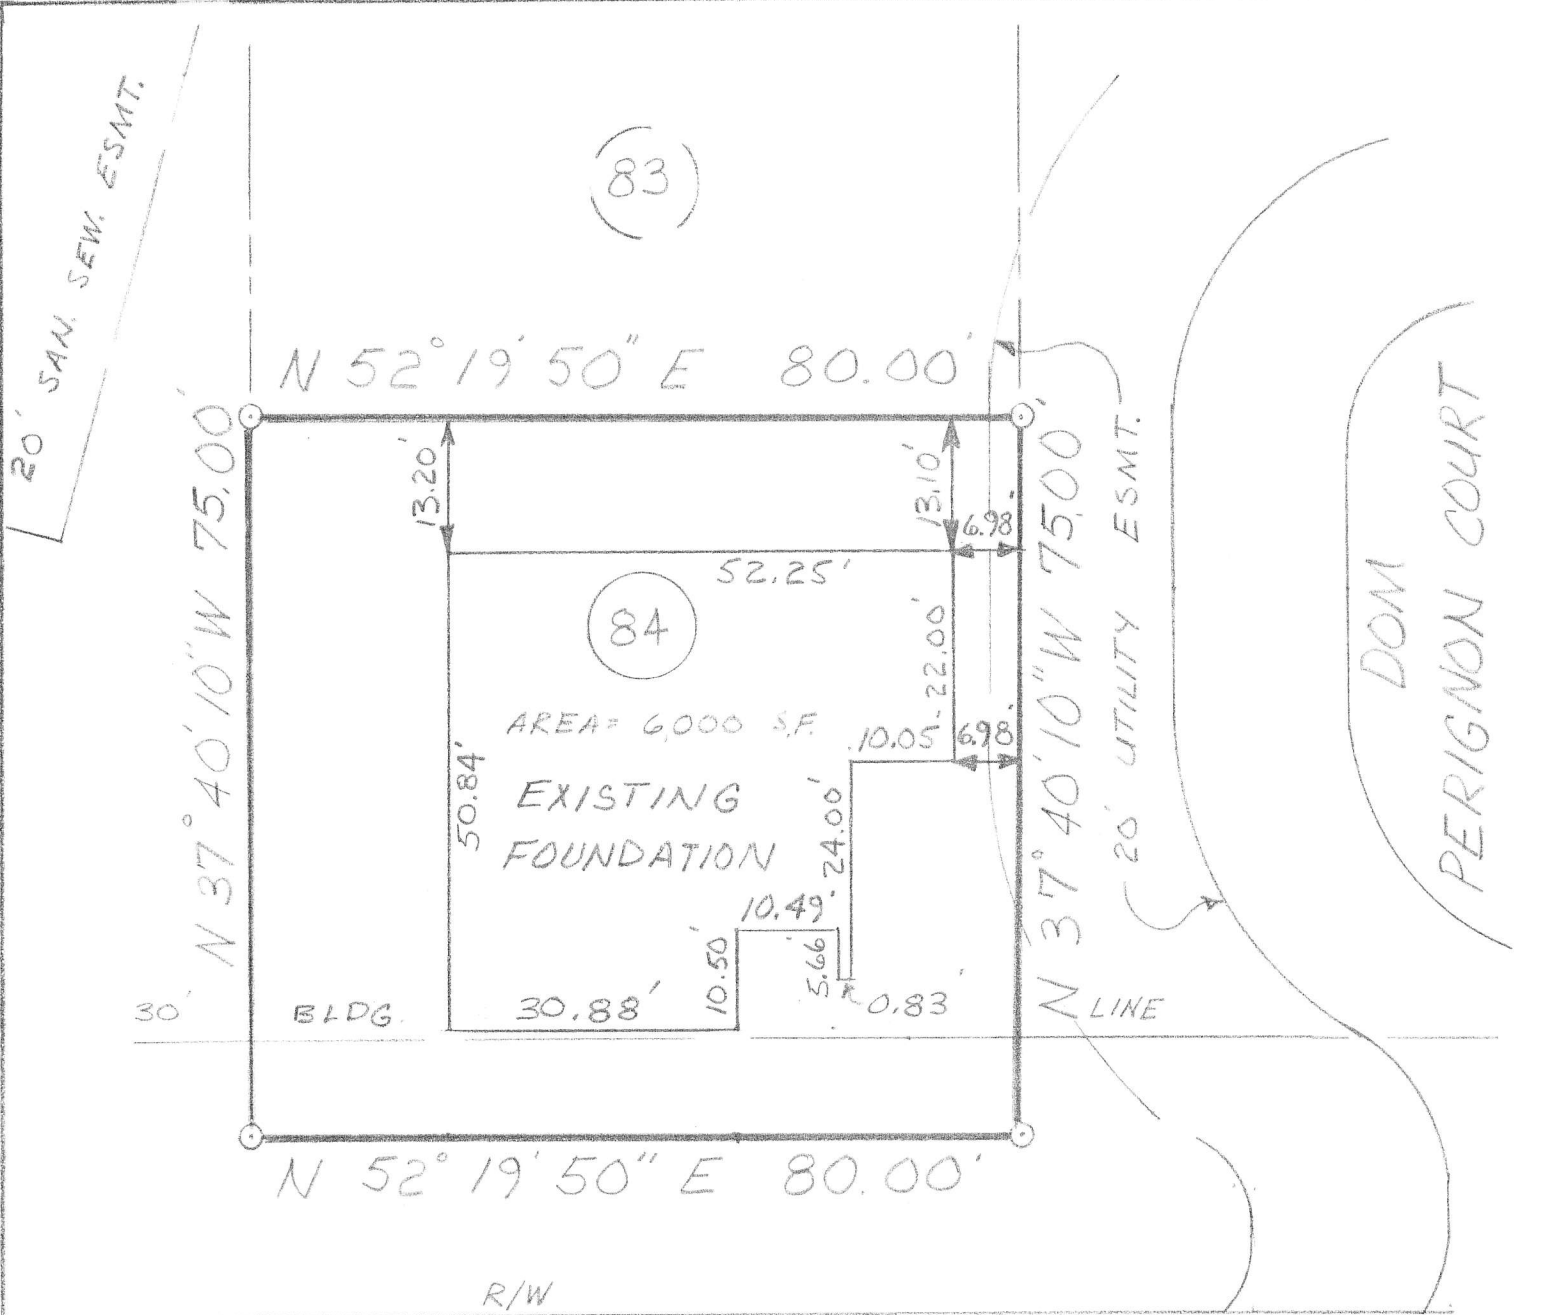 20' SAN. SEW. ESMT.
83
N 52° 19' 50" E 80.00'
N 37° 40' 10" W 75.00'
13.20'
13.10'
6.98'
52.25'
84
22.00'
AREA= 6,000 S.F.
10.05'
6.98'
50.84'
EXISTING
FOUNDATION
24.00'
10.49'
10.50'
5.66'
0.83'
30.88'
30' BLDG. LINE
N 37° 40' 10" W 75.00'
20' UTILITY ESMT.
DOM
PERIGNON COURT
N 52° 19' 50" E 80.00'
R/W